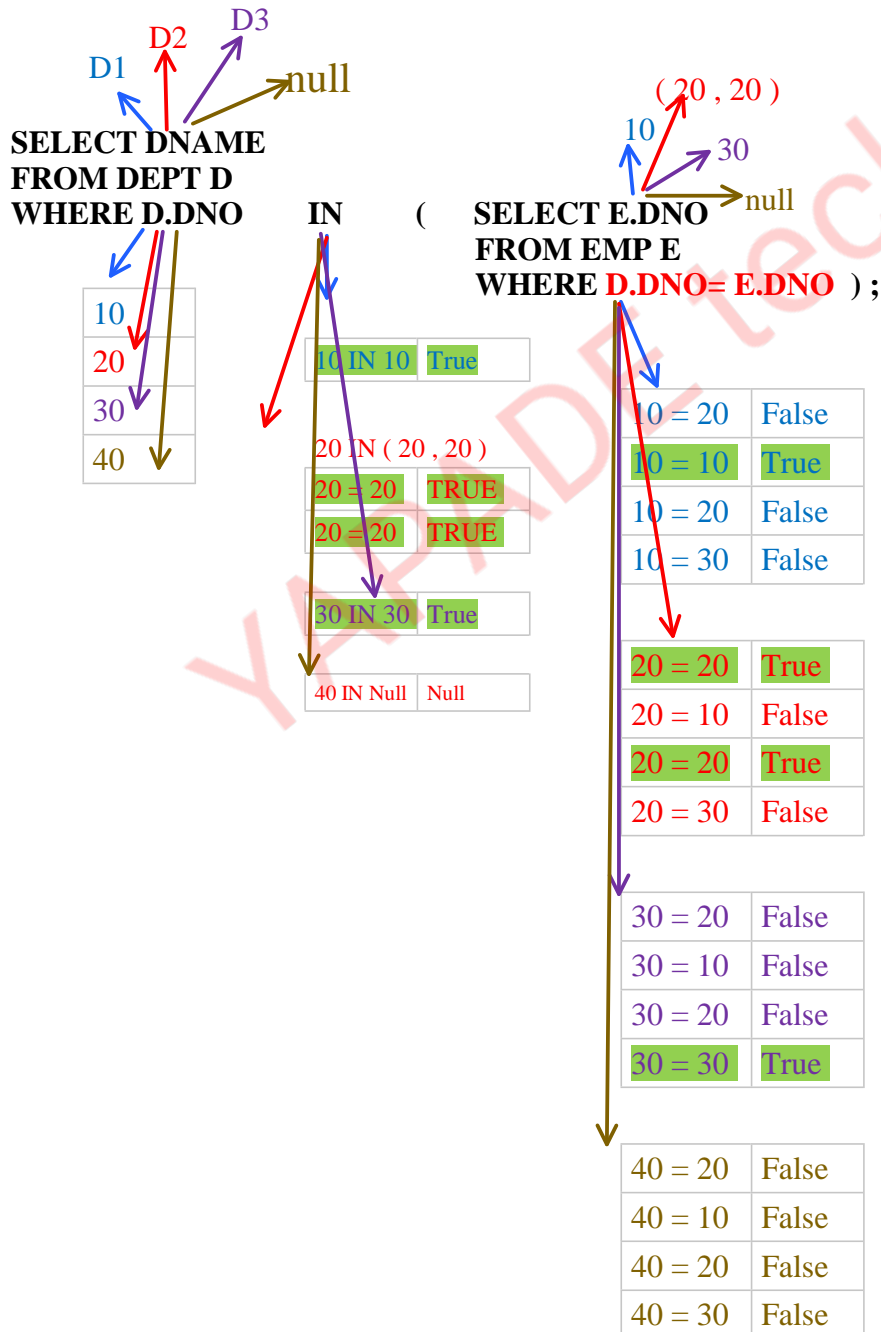 D1 D2 D3 null
SELECT DNAME
FROM DEPT D
WHERE D.DNO IN (
10 ( 20 , 20 ) 30 null
SELECT E.DNO
FROM EMP E
WHERE D.DNO= E.DNO ) ;
10
20
30
40
10 IN 10 True
20 IN ( 20 , 20 )
20 = 20 TRUE
20 = 20 TRUE
30 IN 30 True
40 IN Null Null
10 = 20 False
10 = 10 True
10 = 20 False
10 = 30 False
20 = 20 True
20 = 10 False
20 = 20 True
20 = 30 False
30 = 20 False
30 = 10 False
30 = 20 False
30 = 30 True
40 = 20 False
40 = 10 False
40 = 20 False
40 = 30 False
YAPADE tec